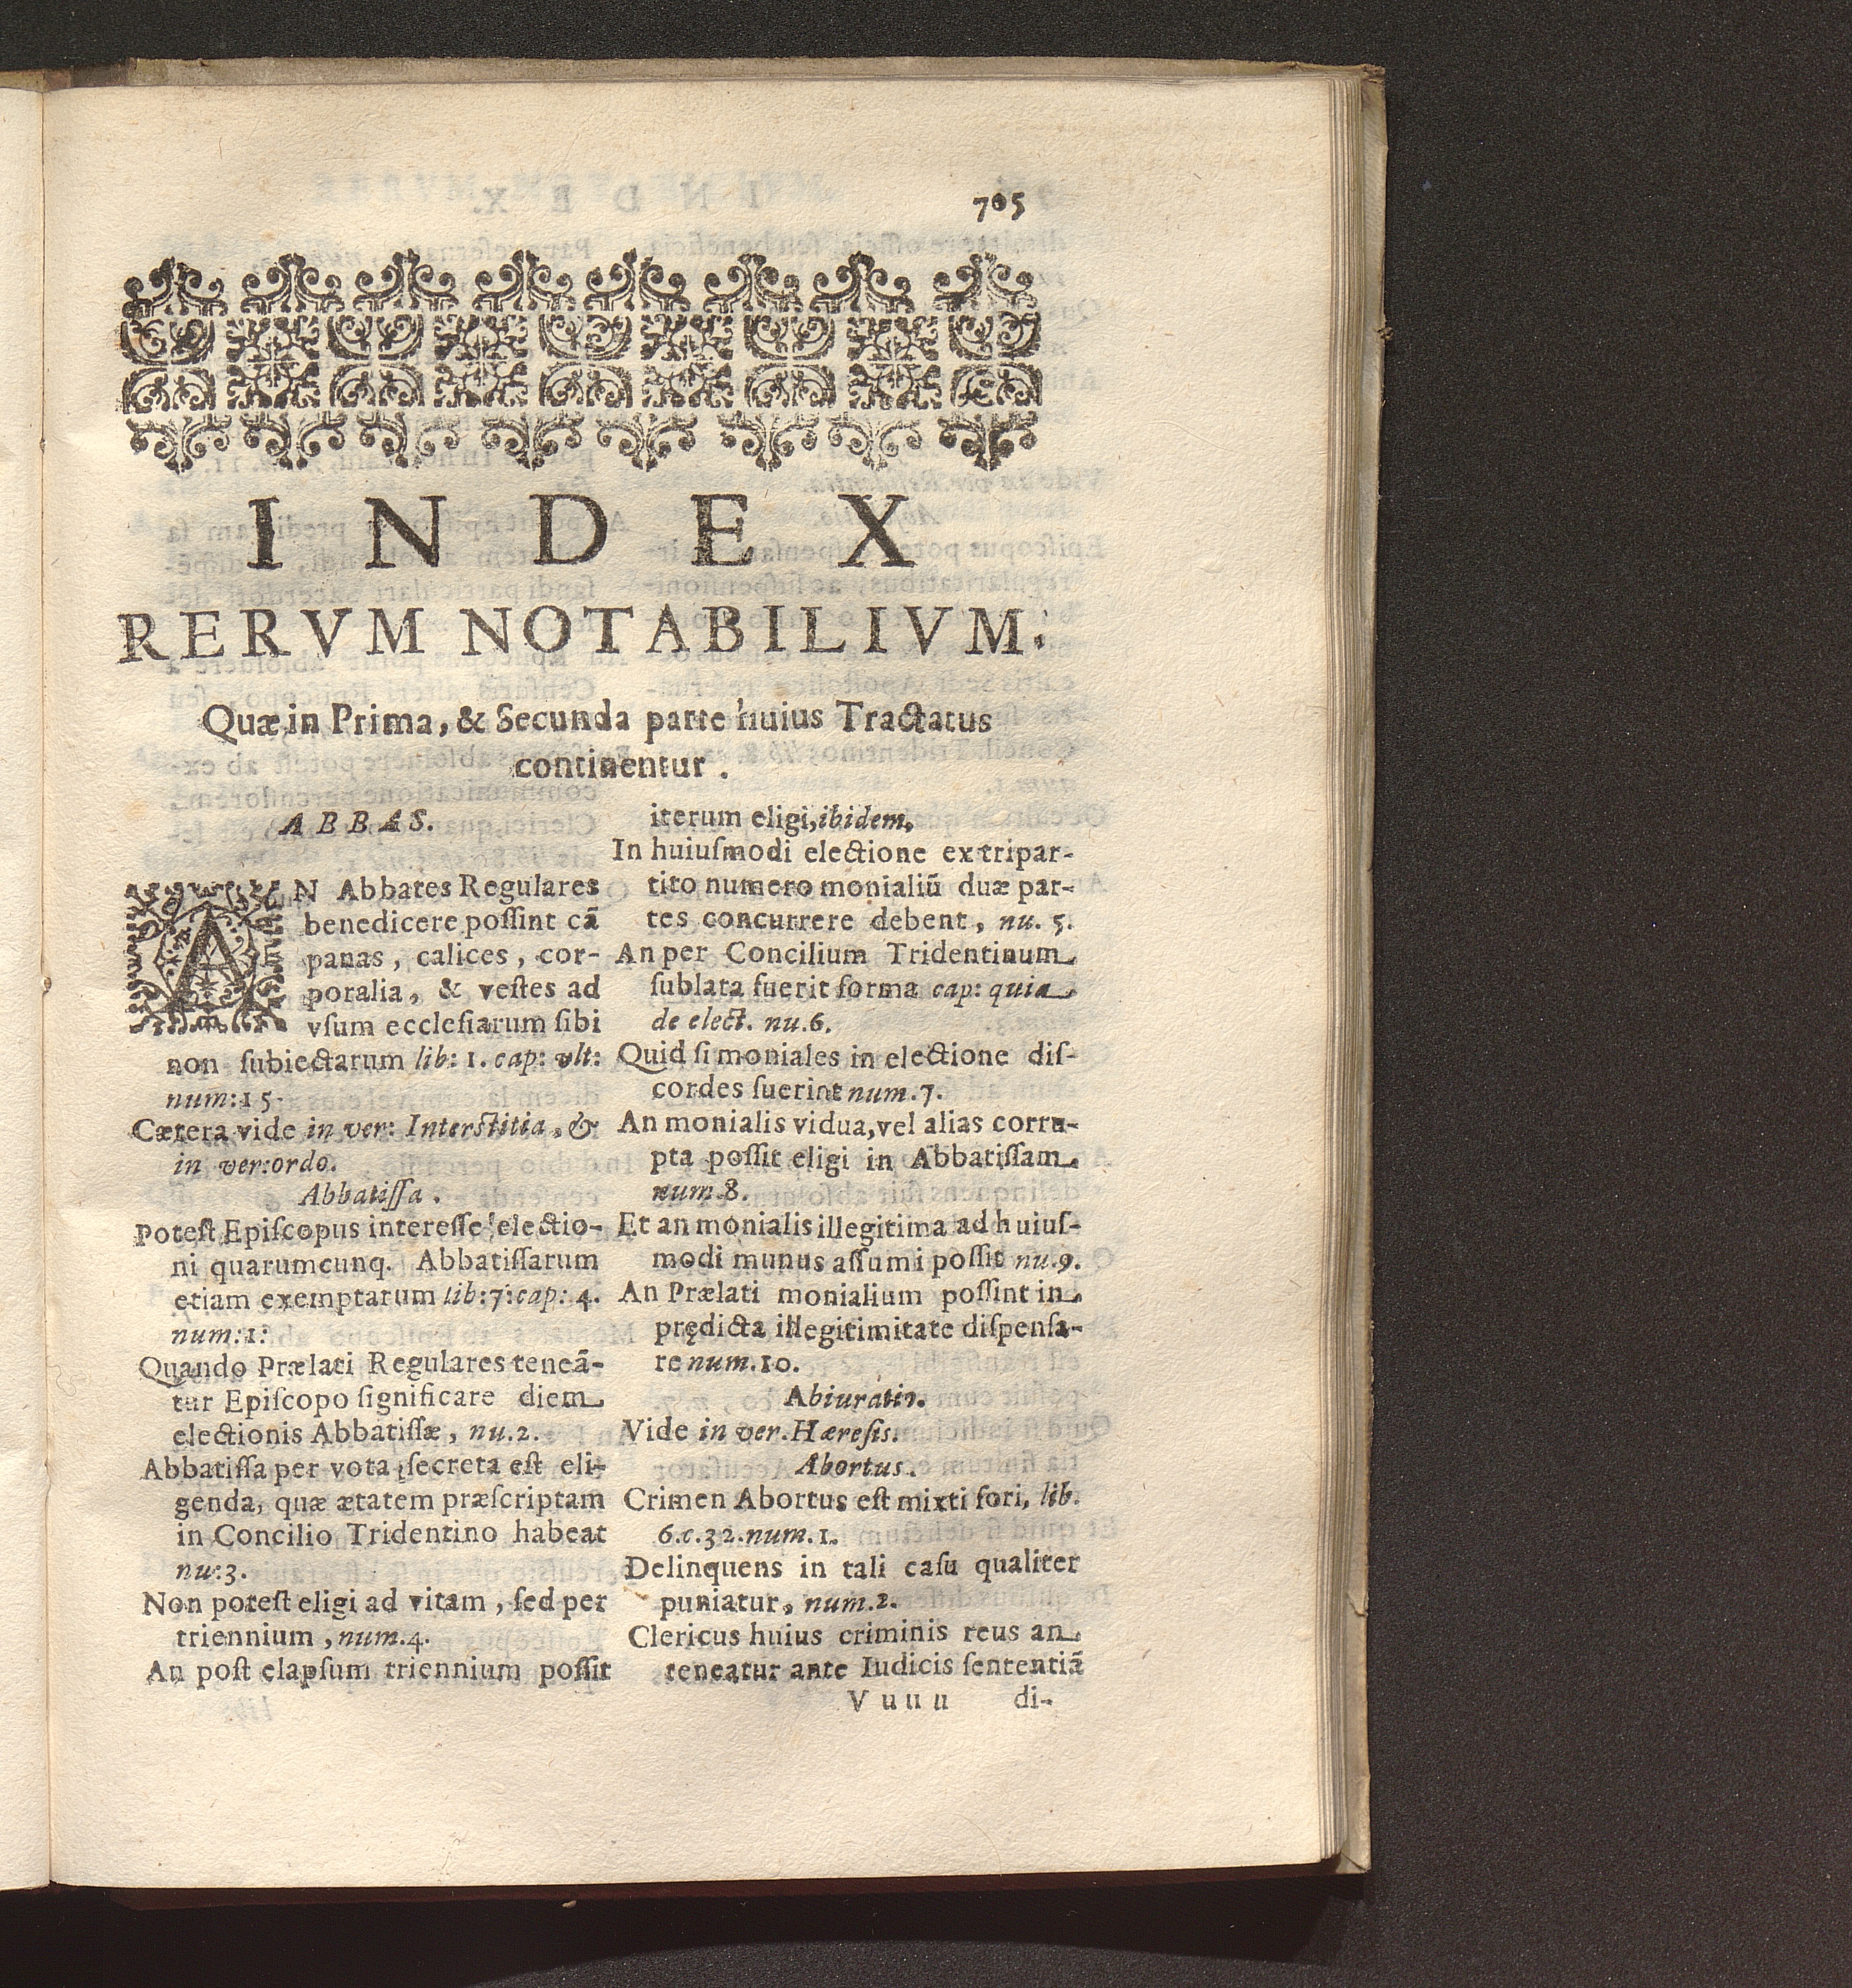 705
INDEX
RERVM NOTABILIVM.
Quæ in Prima, & Secunda parte huius Tractatus
continentur.
ABBAS.
AN Abbates Regulares
benedicere poſſint cã
panas, calices, cor-
poralia, & veſtes ad
vſum eccleſiarum ſibi
non ſubiectarum lib: 1. cap: vlt:
num: 15.
Cætera vide in ver: Interſtitia, &
in ver: ordo.
Abbatiſſa.
Poteſt Epiſcopus intereſſe electio-
ni quarumcunq. Abbatiſſarum
etiam exemptarum lib: 7: cap: 4.
num: 1:
Quando Prælati Regulares teneã-
tur Epiſcopo ſignificare diem
electionis Abbatiſſæ, nu. 2.
Abbatiſſa per vota ſecreta eſt eli-
genda, quæ ætatem præſcriptam
in Concilio Tridentino habeat
nu: 3.
Non poteſt eligi ad vitam, ſed per
triennium, num. 4.
An poſt elapſum triennium poſſit
iterum eligi, ibidem.
In huiuſmodi electione ex tripar-
tito numero monialiũ duæ par-
tes concurrere debent, nu. 5.
An per Concilium Tridentinum
ſublata fuerit forma cap: quia
de elect. nu. 6.
Quid ſi moniales in electione diſ-
cordes fuerint num. 7.
An monialis vidua, vel alias corru-
pta poſſit eligi in Abbatiſſam
num. 8.
Et an monialis illegitima ad huiuſ-
modi munus aſſumi poſſit nu. 9.
An Prælati monialium poſſint in
prędicta illegitimitate diſpenſa-
re num. 10.
Abiuratio.
Vide in ver. Hæreſis.
Abortus.
Crimen Abortus eſt mixti fori, lib.
6. c. 32. num. 1.
Delinquens in tali caſu qualiter
puniatur, num. 2.
Clericus huius criminis reus an
teneatur ante Iudicis ſententiã
Vuuu di-